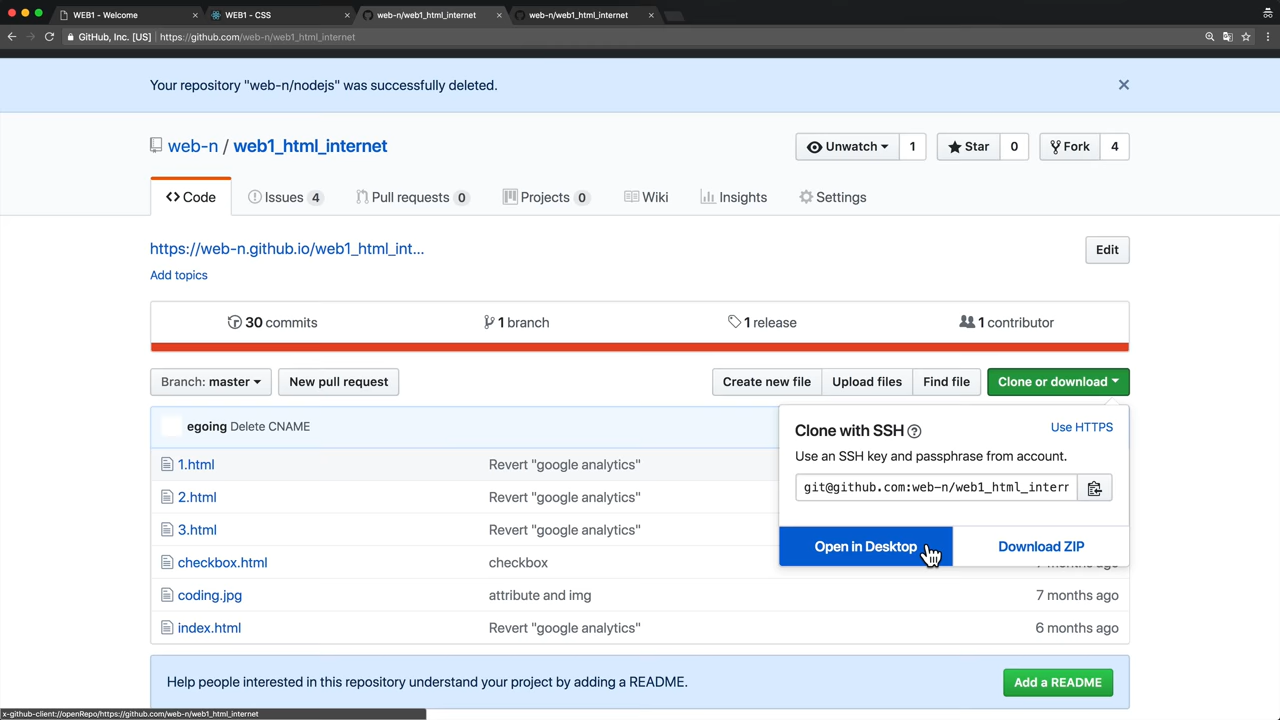 WEB1 - Welcome
WEB1 - CSS
web-n/web1_html_internet
web-n/web1_html_internet
GitHub, Inc. [US] https://github.com/web-n/web1_html_internet
Your repository "web-n/nodejs" was successfully deleted.
web-n / web1_html_internet
Unwatch 1
Star 0
Fork 4
Code
Issues 4
Pull requests 0
Projects 0
Wiki
Insights
Settings
https://web-n.github.io/web1_html_int...
Edit
Add topics
30 commits
1 branch
1 release
1 contributor
Branch: master
New pull request
Create new file
Upload files
Find file
Clone or download
egoing Delete CNAME
Clone with SSH
Use HTTPS
Use an SSH key and passphrase from account.
git@github.com:web-n/web1_html_interr
Open in Desktop
Download ZIP
1.html Revert "google analytics"
2.html Revert "google analytics"
3.html Revert "google analytics"
checkbox.html checkbox 7 months ago
coding.jpg attribute and img 7 months ago
index.html Revert "google analytics" 6 months ago
Help people interested in this repository understand your project by adding a README.
Add a README
x-github-client://openRepo/https://github.com/web-n/web1_html_internet